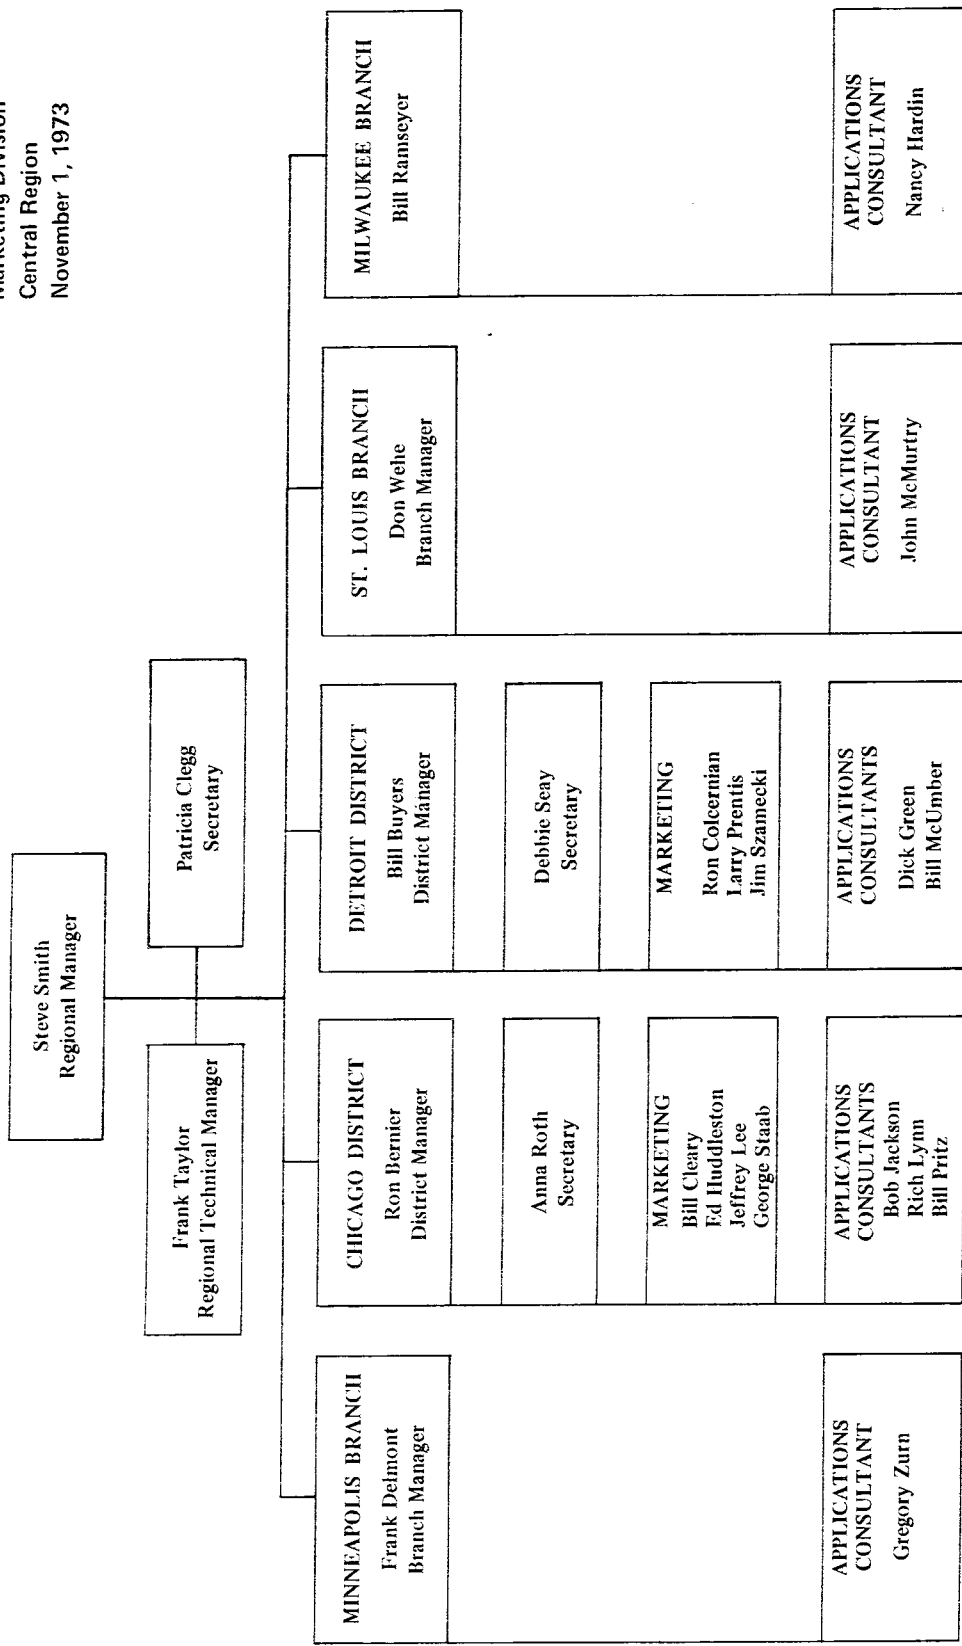 Marketing Division
Central Region
November 1, 1973
Steve Smith
Regional Manager
Frank Taylor
Regional Technical Manager
Patricia Clegg
Secretary
MINNEAPOLIS BRANCH
Frank Delmont
Branch Manager
APPLICATIONS
CONSULTANT
Gregory Zurn
CHICAGO DISTRICT
Ron Bernier
District Manager
Anna Roth
Secretary
MARKETING
Bill Cleary
Ed Huddleston
Jeffrey Lee
George Staab
APPLICATIONS
CONSULTANTS
Bob Jackson
Rich Lynn
Bill Pritz
DETROIT DISTRICT
Bill Buyers
District Manager
Debbie Seay
Secretary
MARKETING
Ron Colcernian
Larry Prentis
Jim Szamecki
APPLICATIONS
CONSULTANTS
Dick Green
Bill McUmber
ST. LOUIS BRANCH
Don Wehe
Branch Manager
APPLICATIONS
CONSULTANT
John McMurtry
MILWAUKEE BRANCH
Bill Ramseyer
APPLICATIONS
CONSULTANT
Nancy Hardin